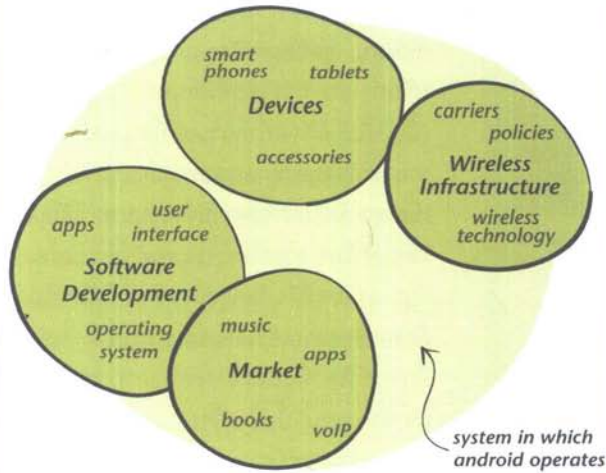 smart
phones
tablets
Devices
accessories
carriers
policies
Wireless
Infrastructure
wireless
technology
apps
user
interface
Software
Development
operating
system
music
apps
Market
books
voIP
system in which
android operates